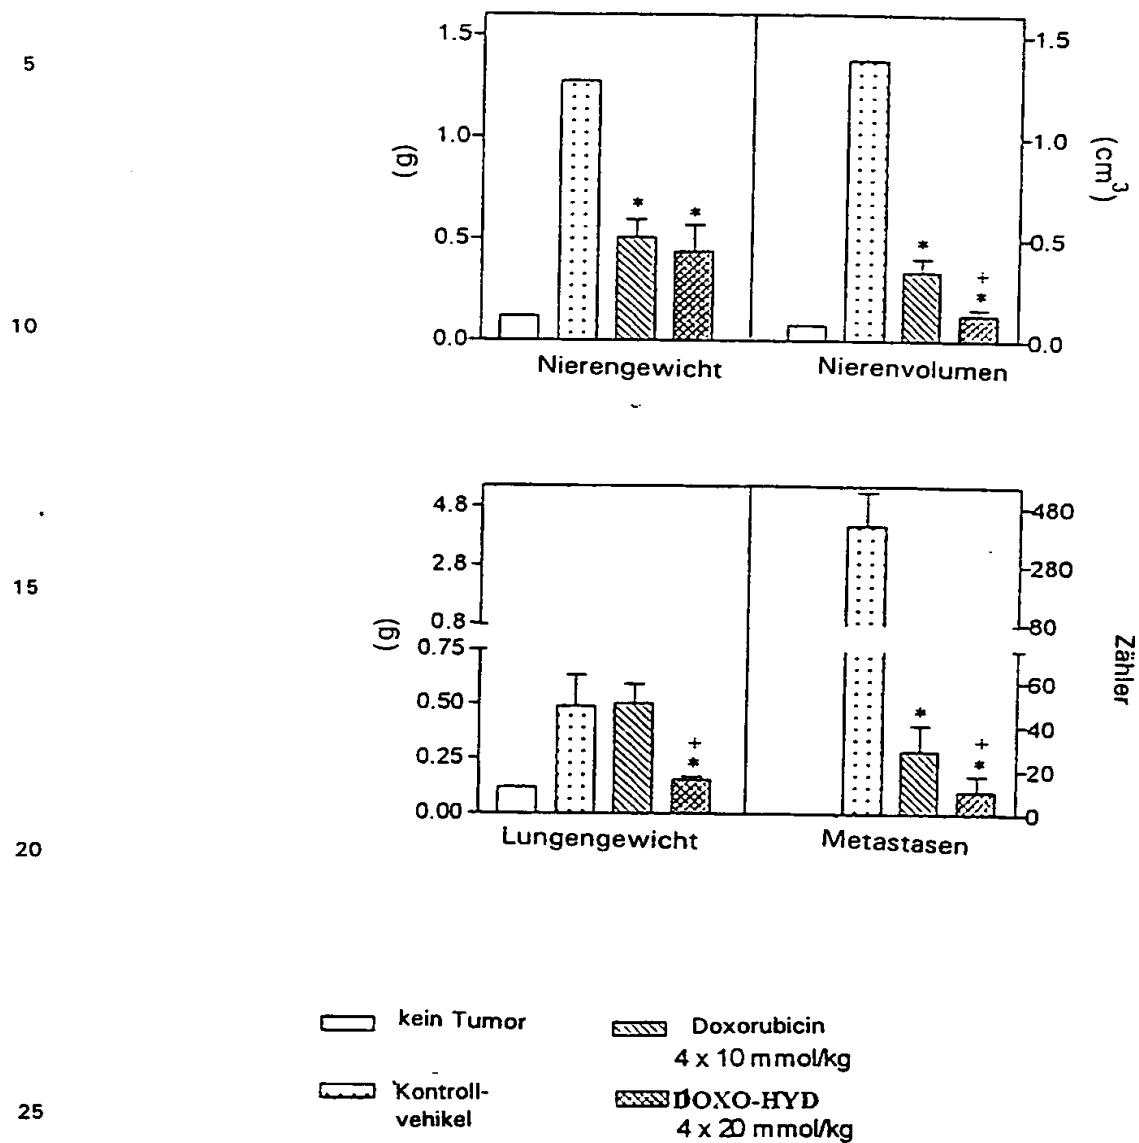 5
10
15
20
25
1.5
1.0
0.5
0.0
(g)
* *
*
+
*
1.5
1.0
0.5
0.0
(cm³)
Nierengewicht
Nierenvolumen
4.8
2.8
0.8
0.75
0.50
0.25
0.00
(g)
+
*
*
+
*
480
280
80
60
40
20
0
Zähler
Lungengewicht
Metastasen
kein Tumor
Kontroll-
vehikel
Doxorubicin
4 x 10 mmol/kg
DOXO-HYD
4 x 20 mmol/kg